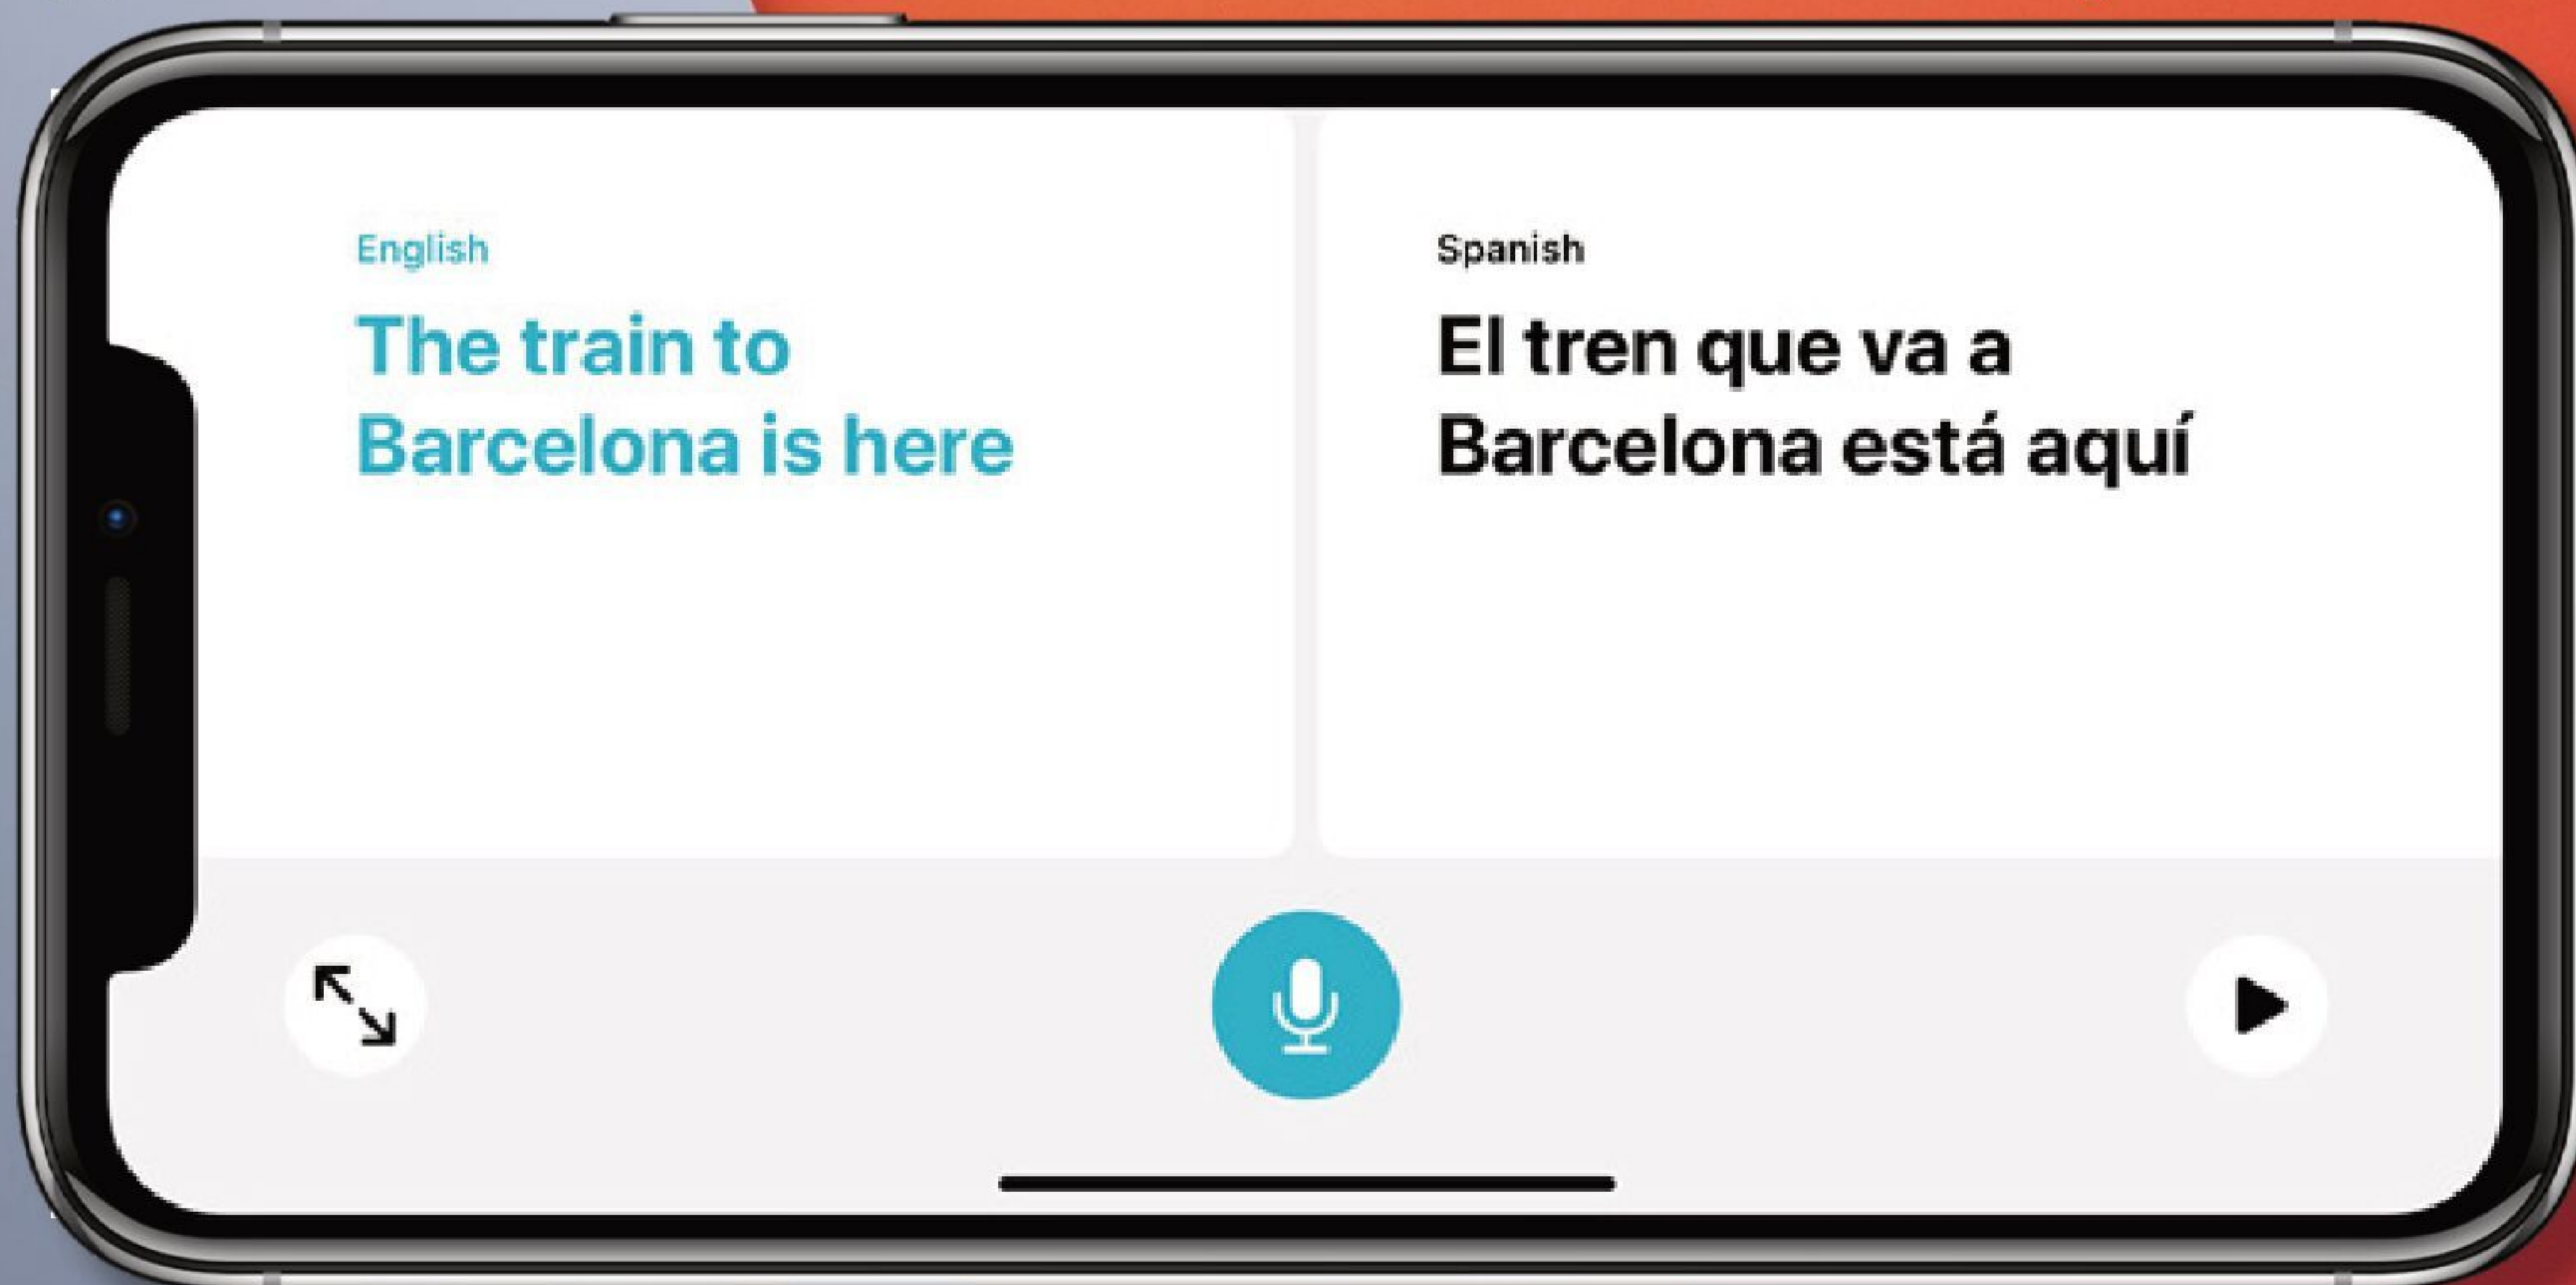 English
The train to
Barcelona is here
Spanish
El tren que va a
Barcelona está aquí